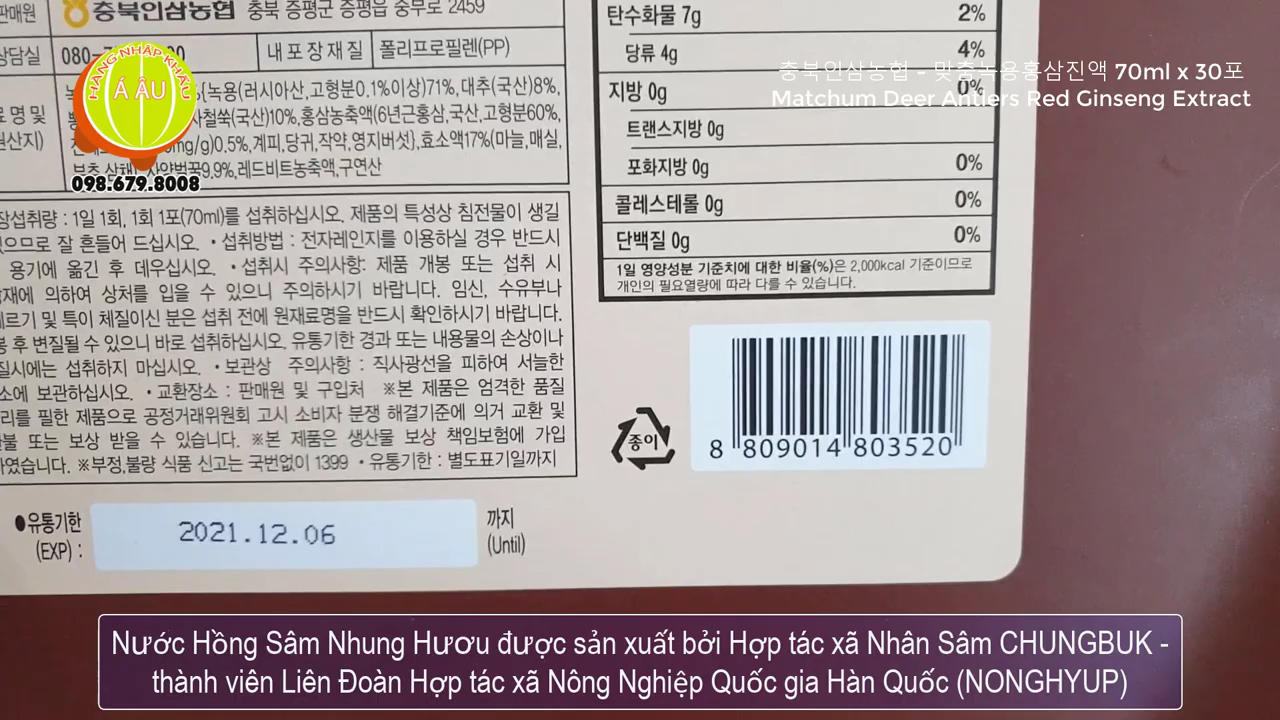 판매원 충북인삼농협 충북 증평군 증평읍 중부로 2459
상담실 080- 내포장재질 폴리프로필렌(PP)
(녹용(러시아산,고형분0.1%이상)71%,대추(국산)8%,
명 및 사철쑥(국산)10%,홍삼농축액(6년근홍삼,국산,고형분60%,
산지) mg/g)0.5%,계피,당귀,작약,영지버섯},효소액17%(마늘,매실,
사양벌꿀9.9%,레드비트농축액,구연산
장섭취량 : 1일 1회, 1회 1포(70ml)를 섭취하십시오. 제품의 특성상 침전물이 생길
으므로 잘 흔들어 드십시오. •섭취방법 : 전자레인지를 이용하실 경우 반드시
용기에 옮긴 후 데우십시오. •섭취시 주의사항: 제품 개봉 또는 섭취 시
재에 의하여 상처를 입을 수 있으니 주의하시기 바랍니다. 임신, 수유부나
레르기 및 특이 체질이신 분은 섭취 전에 원재료명을 반드시 확인하시기 바랍니다.
봉 후 변질될 수 있으니 바로 섭취하십시오. 유통기한 경과 또는 내용물의 손상이나
질시에는 섭취하지 마십시오. •보관상 주의사항 : 직사광선을 피하여 서늘한
소에 보관하십시오. •교환장소 : 판매원 및 구입처 ※본 제품은 엄격한 품질
리를 필한 제품으로 공정거래위원회 고시 소비자 분쟁 해결기준에 의거 교환 및
불 또는 보상 받을 수 있습니다. ※본 제품은 생산물 보상 책임보험에 가입
하였습니다. ※부정,불량 식품 신고는 국번없이 1399 •유통기한 : 별도표기일까지
●유통기한 2021.12.06 까지
(EXP) : (Until)
탄수화물 7g 2%
당류 4g 4%
지방 0g 0%
트랜스지방 0g
포화지방 0g 0%
콜레스테롤 0g 0%
단백질 0g 0%
1일 영양성분 기준치에 대한 비율(%)은 2,000kcal 기준이므로
개인의 필요열량에 따라 다를 수 있습니다.
종이
8 809014 803520
HÀNG NHẬP KHẨU
Á ÂU
098.679.8008
충북인삼농협 - 맞춤녹용홍삼진액 70ml x 30포
Matchum Deer Antlers Red Ginseng Extract
Nước Hồng Sâm Nhung Hươu được sản xuất bởi Hợp tác xã Nhân Sâm CHUNGBUK -
thành viên Liên Đoàn Hợp tác xã Nông Nghiệp Quốc gia Hàn Quốc (NONGHYUP)